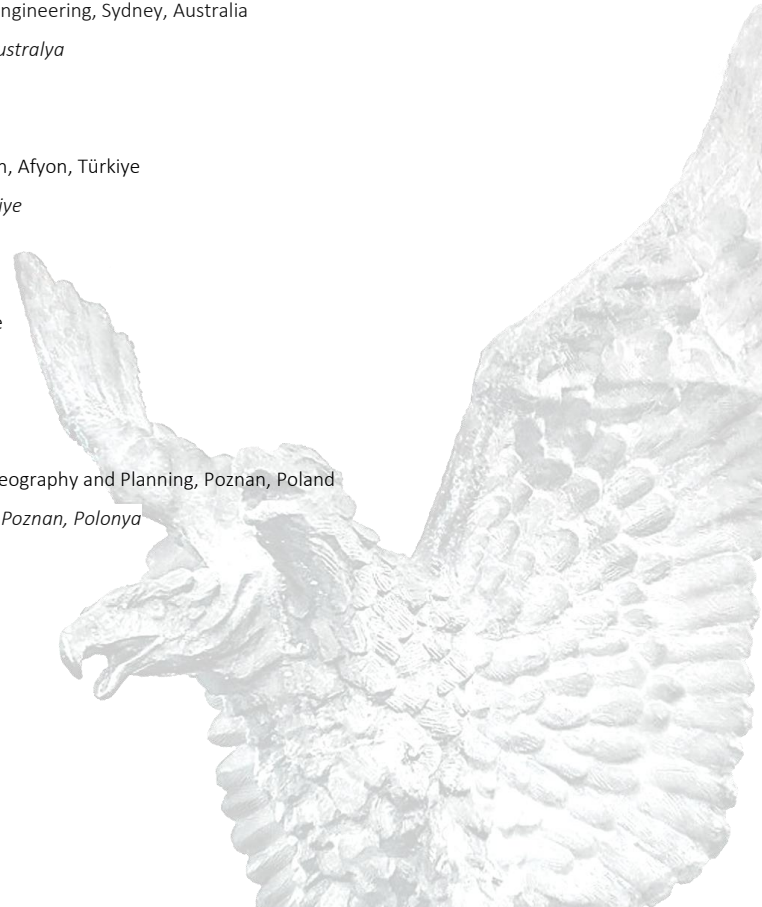 ngineering, Sydney, Australia
ustralya
n, Afyon, Türkiye
iye
e
eography and Planning, Poznan, Poland
Poznan, Polonya